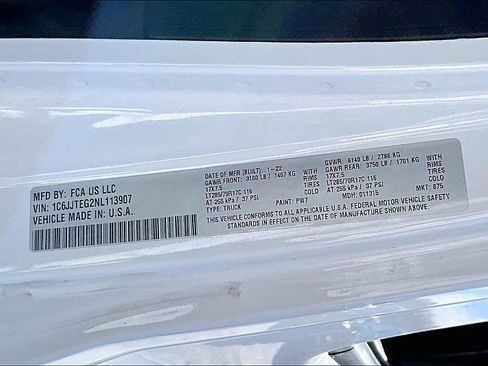 MFD BY: FCA US LLC
VIN: 1C6JJTEG2NL113907
VEHICLE MADE IN: U.S.A.
DATE OF MFR (BUILT): 1-22
GAWR FRONT: 3100 LB / 1407 KG
17X7.5 RIMS
LT285/70R17C 116 TIRES
AT 255 kPa / 37 PSI COLD
TYPE: TRUCK PAINT: PW7
GVWR: 6140 LB / 2786 KG
GAWR REAR: 3750 LB / 1701 KG
17X7.5 RIMS
LT285/70R17C 116 TIRES
AT 255 kPa / 37 PSI COLD
MDH: 011315 MKT: 875
THIS VEHICLE CONFORMS TO ALL APPLICABLE U.S.A. FEDERAL MOTOR VEHICLE SAFETY
STANDARDS IN EFFECT ON THE DATE OF MANUFACTURE SHOWN ABOVE.